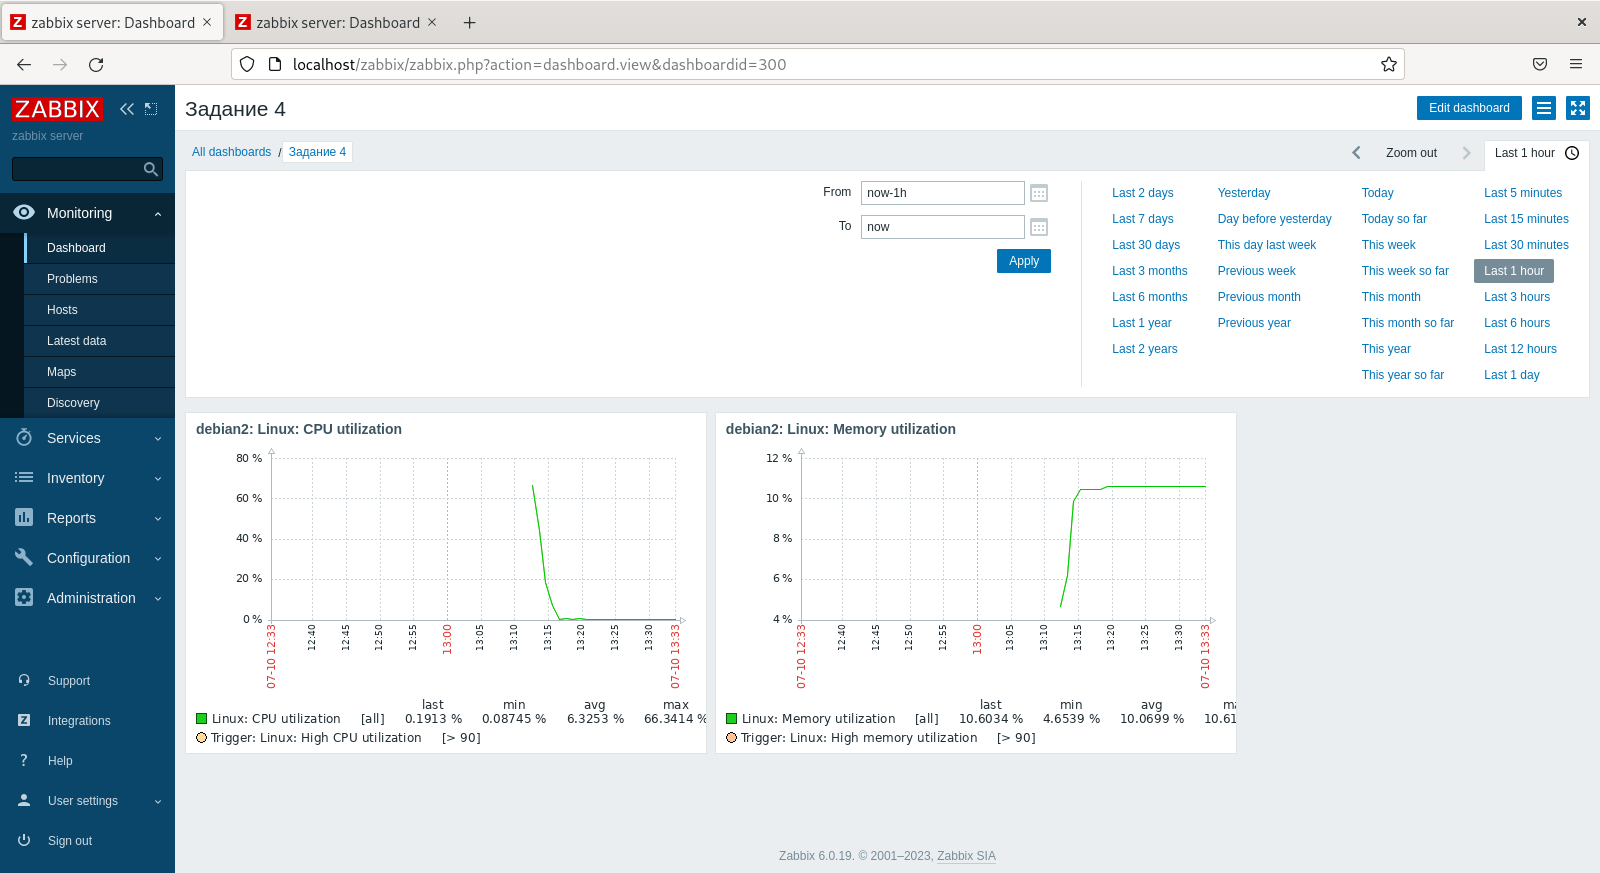 zabbix server: Dashboard
zabbix server: Dashboard
localhost/zabbix/zabbix.php?action=dashboard.view&dashboardid=300
ZABBIX
zabbix server
Monitoring
Dashboard
Problems
Hosts
Latest data
Maps
Discovery
Services
Inventory
Reports
Configuration
Administration
Support
Integrations
Help
User settings
Sign out
Задание 4
Edit dashboard
All dashboards / Задание 4
Zoom out
Last 1 hour
From now-1h
To now
Apply
Last 2 days Yesterday Today Last 5 minutes
Last 7 days Day before yesterday Today so far Last 15 minutes
Last 30 days This day last week This week Last 30 minutes
Last 3 months Previous week This week so far Last 1 hour
Last 6 months Previous month This month Last 3 hours
Last 1 year Previous year This month so far Last 6 hours
Last 2 years This year Last 12 hours
This year so far Last 1 day
debian2: Linux: CPU utilization
80 %
60 %
40 %
20 %
0 %
07-10 12:33 12:40 12:45 12:50 12:55 13:00 13:05 13:10 13:15 13:20 13:25 13:30 07-10 13:33
last min avg max
Linux: CPU utilization [all] 0.1913 % 0.08745 % 6.3253 % 66.3414 %
Trigger: Linux: High CPU utilization [> 90]
debian2: Linux: Memory utilization
12 %
10 %
8 %
6 %
4 %
07-10 12:33 12:40 12:45 12:50 12:55 13:00 13:05 13:10 13:15 13:20 13:25 13:30 07-10 13:33
last min avg
Linux: Memory utilization [all] 10.6034 % 4.6539 % 10.0699 % 10.61
Trigger: Linux: High memory utilization [> 90]
Zabbix 6.0.19. © 2001–2023, Zabbix SIA